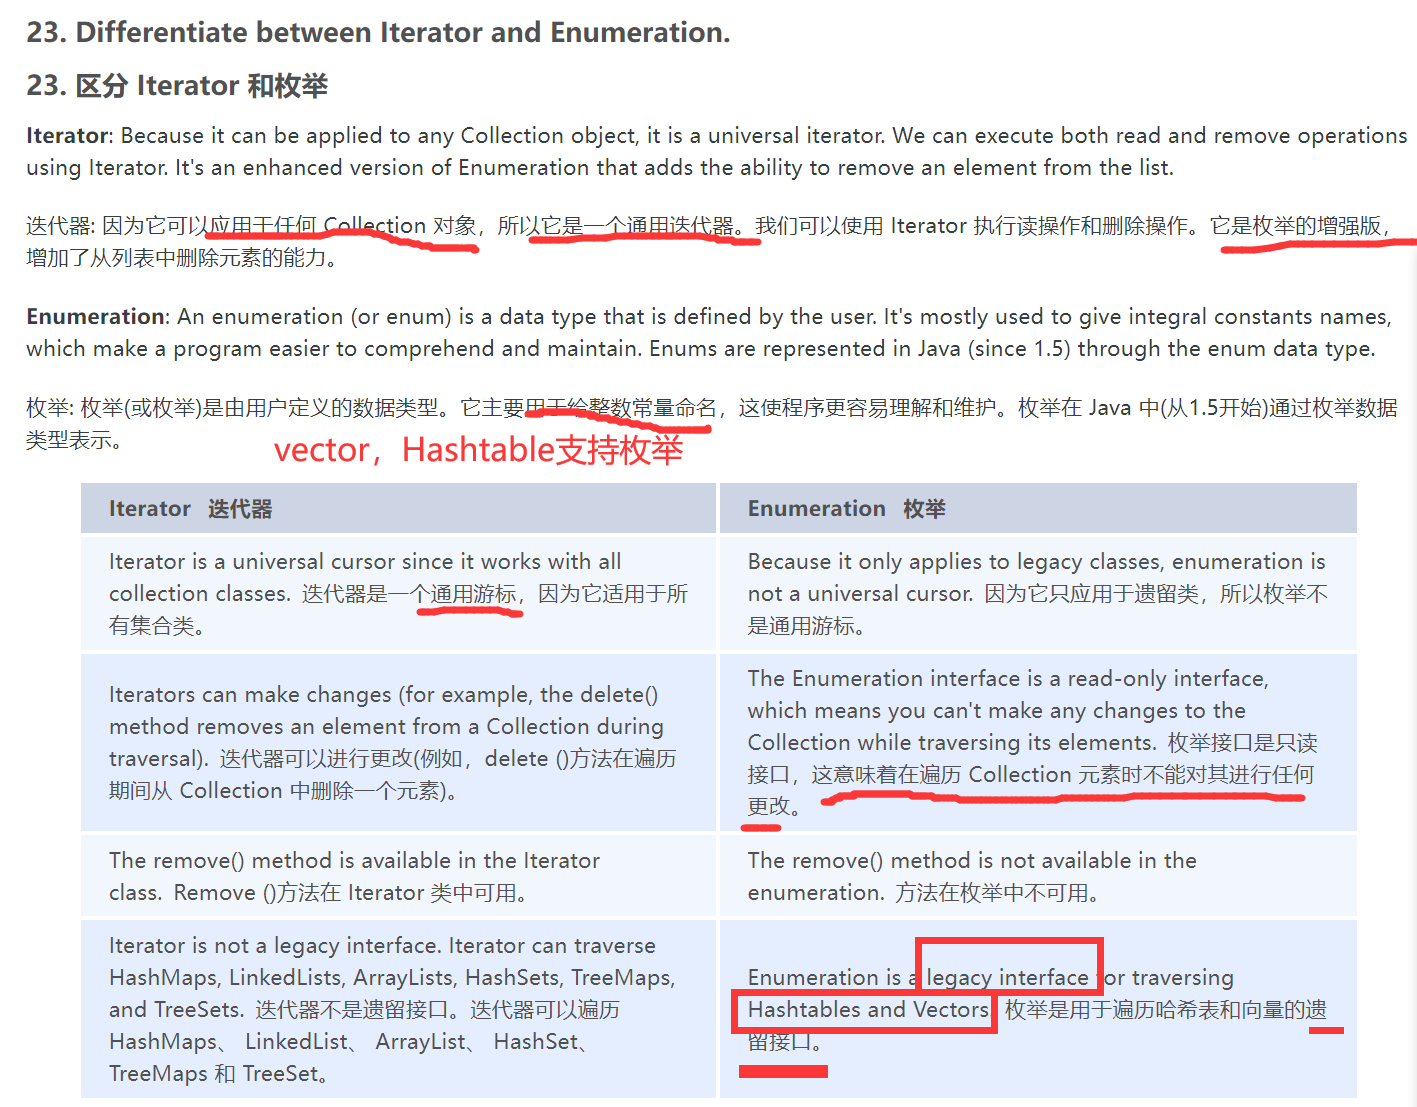 23. Differentiate between Iterator and Enumeration.
23. 区分 Iterator 和枚举
Iterator: Because it can be applied to any Collection object, it is a universal iterator. We can execute both read and remove operations
using Iterator. It's an enhanced version of Enumeration that adds the ability to remove an element from the list.
迭代器: 因为它可以应用于任何 Collection 对象，所以它是一个通用迭代器。我们可以使用 Iterator 执行读操作和删除操作。它是枚举的增强版，
增加了从列表中删除元素的能力。
Enumeration: An enumeration (or enum) is a data type that is defined by the user. It's mostly used to give integral constants names,
which make a program easier to comprehend and maintain. Enums are represented in Java (since 1.5) through the enum data type.
枚举: 枚举(或枚举)是由用户定义的数据类型。它主要用于给整数常量命名，这使程序更容易理解和维护。枚举在 Java 中(从1.5开始)通过枚举数据
类型表示。
vector，Hashtable支持枚举
Iterator 迭代器
Enumeration 枚举
Iterator is a universal cursor since it works with all
collection classes. 迭代器是一个通用游标，因为它适用于所
有集合类。
Because it only applies to legacy classes, enumeration is
not a universal cursor. 因为它只应用于遗留类，所以枚举不
是通用游标。
Iterators can make changes (for example, the delete()
method removes an element from a Collection during
traversal). 迭代器可以进行更改(例如，delete ()方法在遍历
期间从 Collection 中删除一个元素)。
The Enumeration interface is a read-only interface,
which means you can't make any changes to the
Collection while traversing its elements. 枚举接口是只读
接口，这意味着在遍历 Collection 元素时不能对其进行任何
更改。
The remove() method is available in the Iterator
class. Remove ()方法在 Iterator 类中可用。
The remove() method is not available in the
enumeration. 方法在枚举中不可用。
Iterator is not a legacy interface. Iterator can traverse
HashMaps, LinkedLists, ArrayLists, HashSets, TreeMaps,
and TreeSets. 迭代器不是遗留接口。迭代器可以遍历
HashMaps、 LinkedList、 ArrayList、 HashSet、
TreeMaps 和 TreeSet。
Enumeration is a legacy interface for traversing
Hashtables and Vectors. 枚举是用于遍历哈希表和向量的遗
留接口。